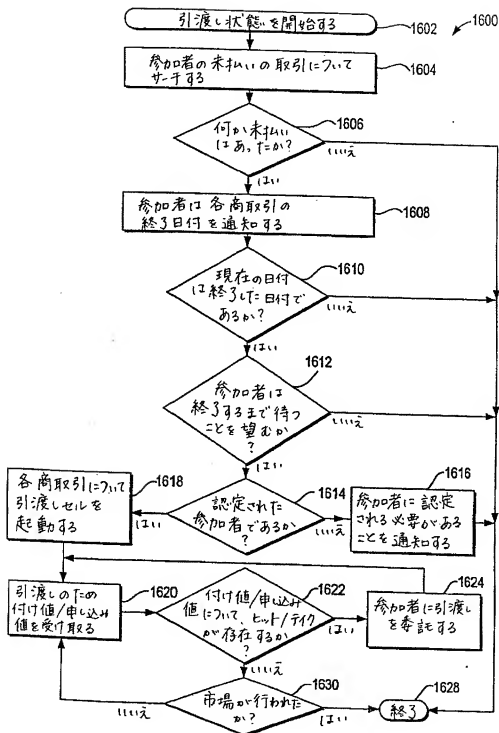 引渡し状態を開始する
1602
1600
参加者の未払いの取引について
サーチする
1604
何か未払い
はあったか?
1606
いいえ
はい
参加者は各商取引の
終了日付を通知する
1608
現在の日付
は終了した日付で
あるか?
1610
いいえ
はい
参加者は
終了するまで待つ
ことを望むか
?
1612
いいえ
はい
各商取引について
引渡しセルを
起動する
1618
認定された
参加者であるか
?
1614
はい
いいえ
参加者に認定
される必要がある
ことを通知する
1616
引渡しのため
付け値/申し込み
値を受け取る
1620
付け値/申し込み
値について、ヒット/テイク
が存在するか
?
1622
はい
いいえ
参加者に引渡し
を委託する
1624
市場が行われた
か?
1630
いいえ
はい
終了
1628